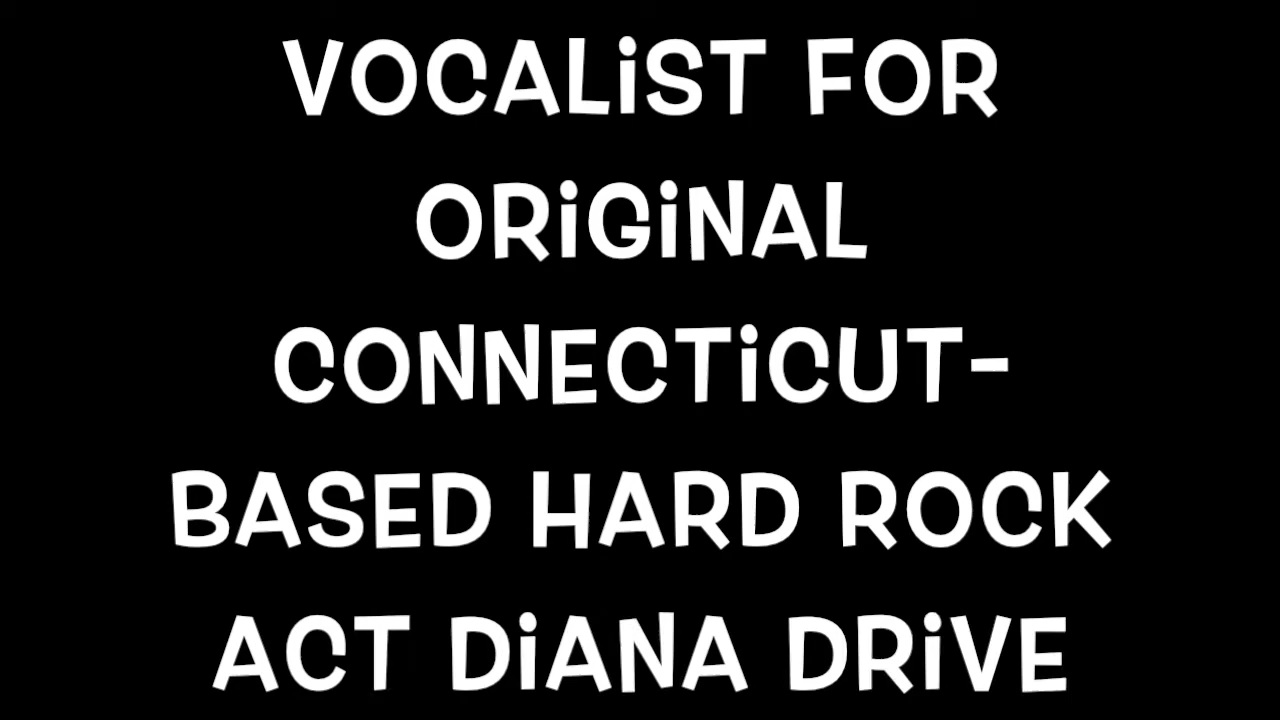 VOCALiST FOR
ORiGiNAL
CONNECTiCUT-
BASED HARD ROCK
ACT DiANA DRiVE